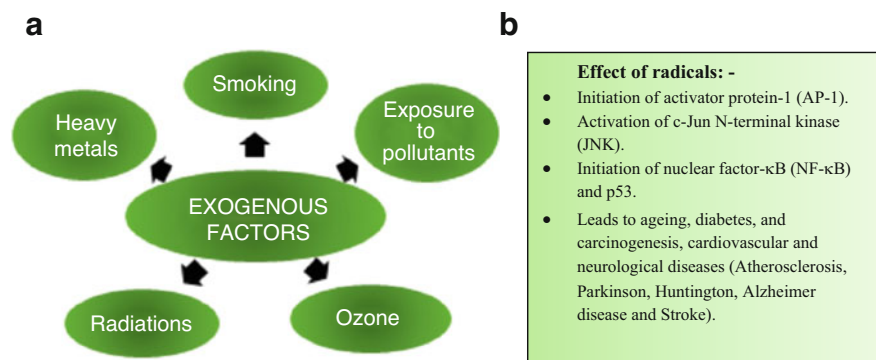 a
Smoking
Heavy
metals
Exposure
to
pollutants
EXOGENOUS
FACTORS
Radiations
Ozone
b
Effect of radicals: -
• Initiation of activator protein-1 (AP-1).
• Activation of c-Jun N-terminal kinase
(JNK).
• Initiation of nuclear factor-κB (NF-κB)
and p53.
• Leads to ageing, diabetes, and
carcinogenesis, cardiovascular and
neurological diseases (Atherosclerosis,
Parkinson, Huntington, Alzheimer
disease and Stroke).